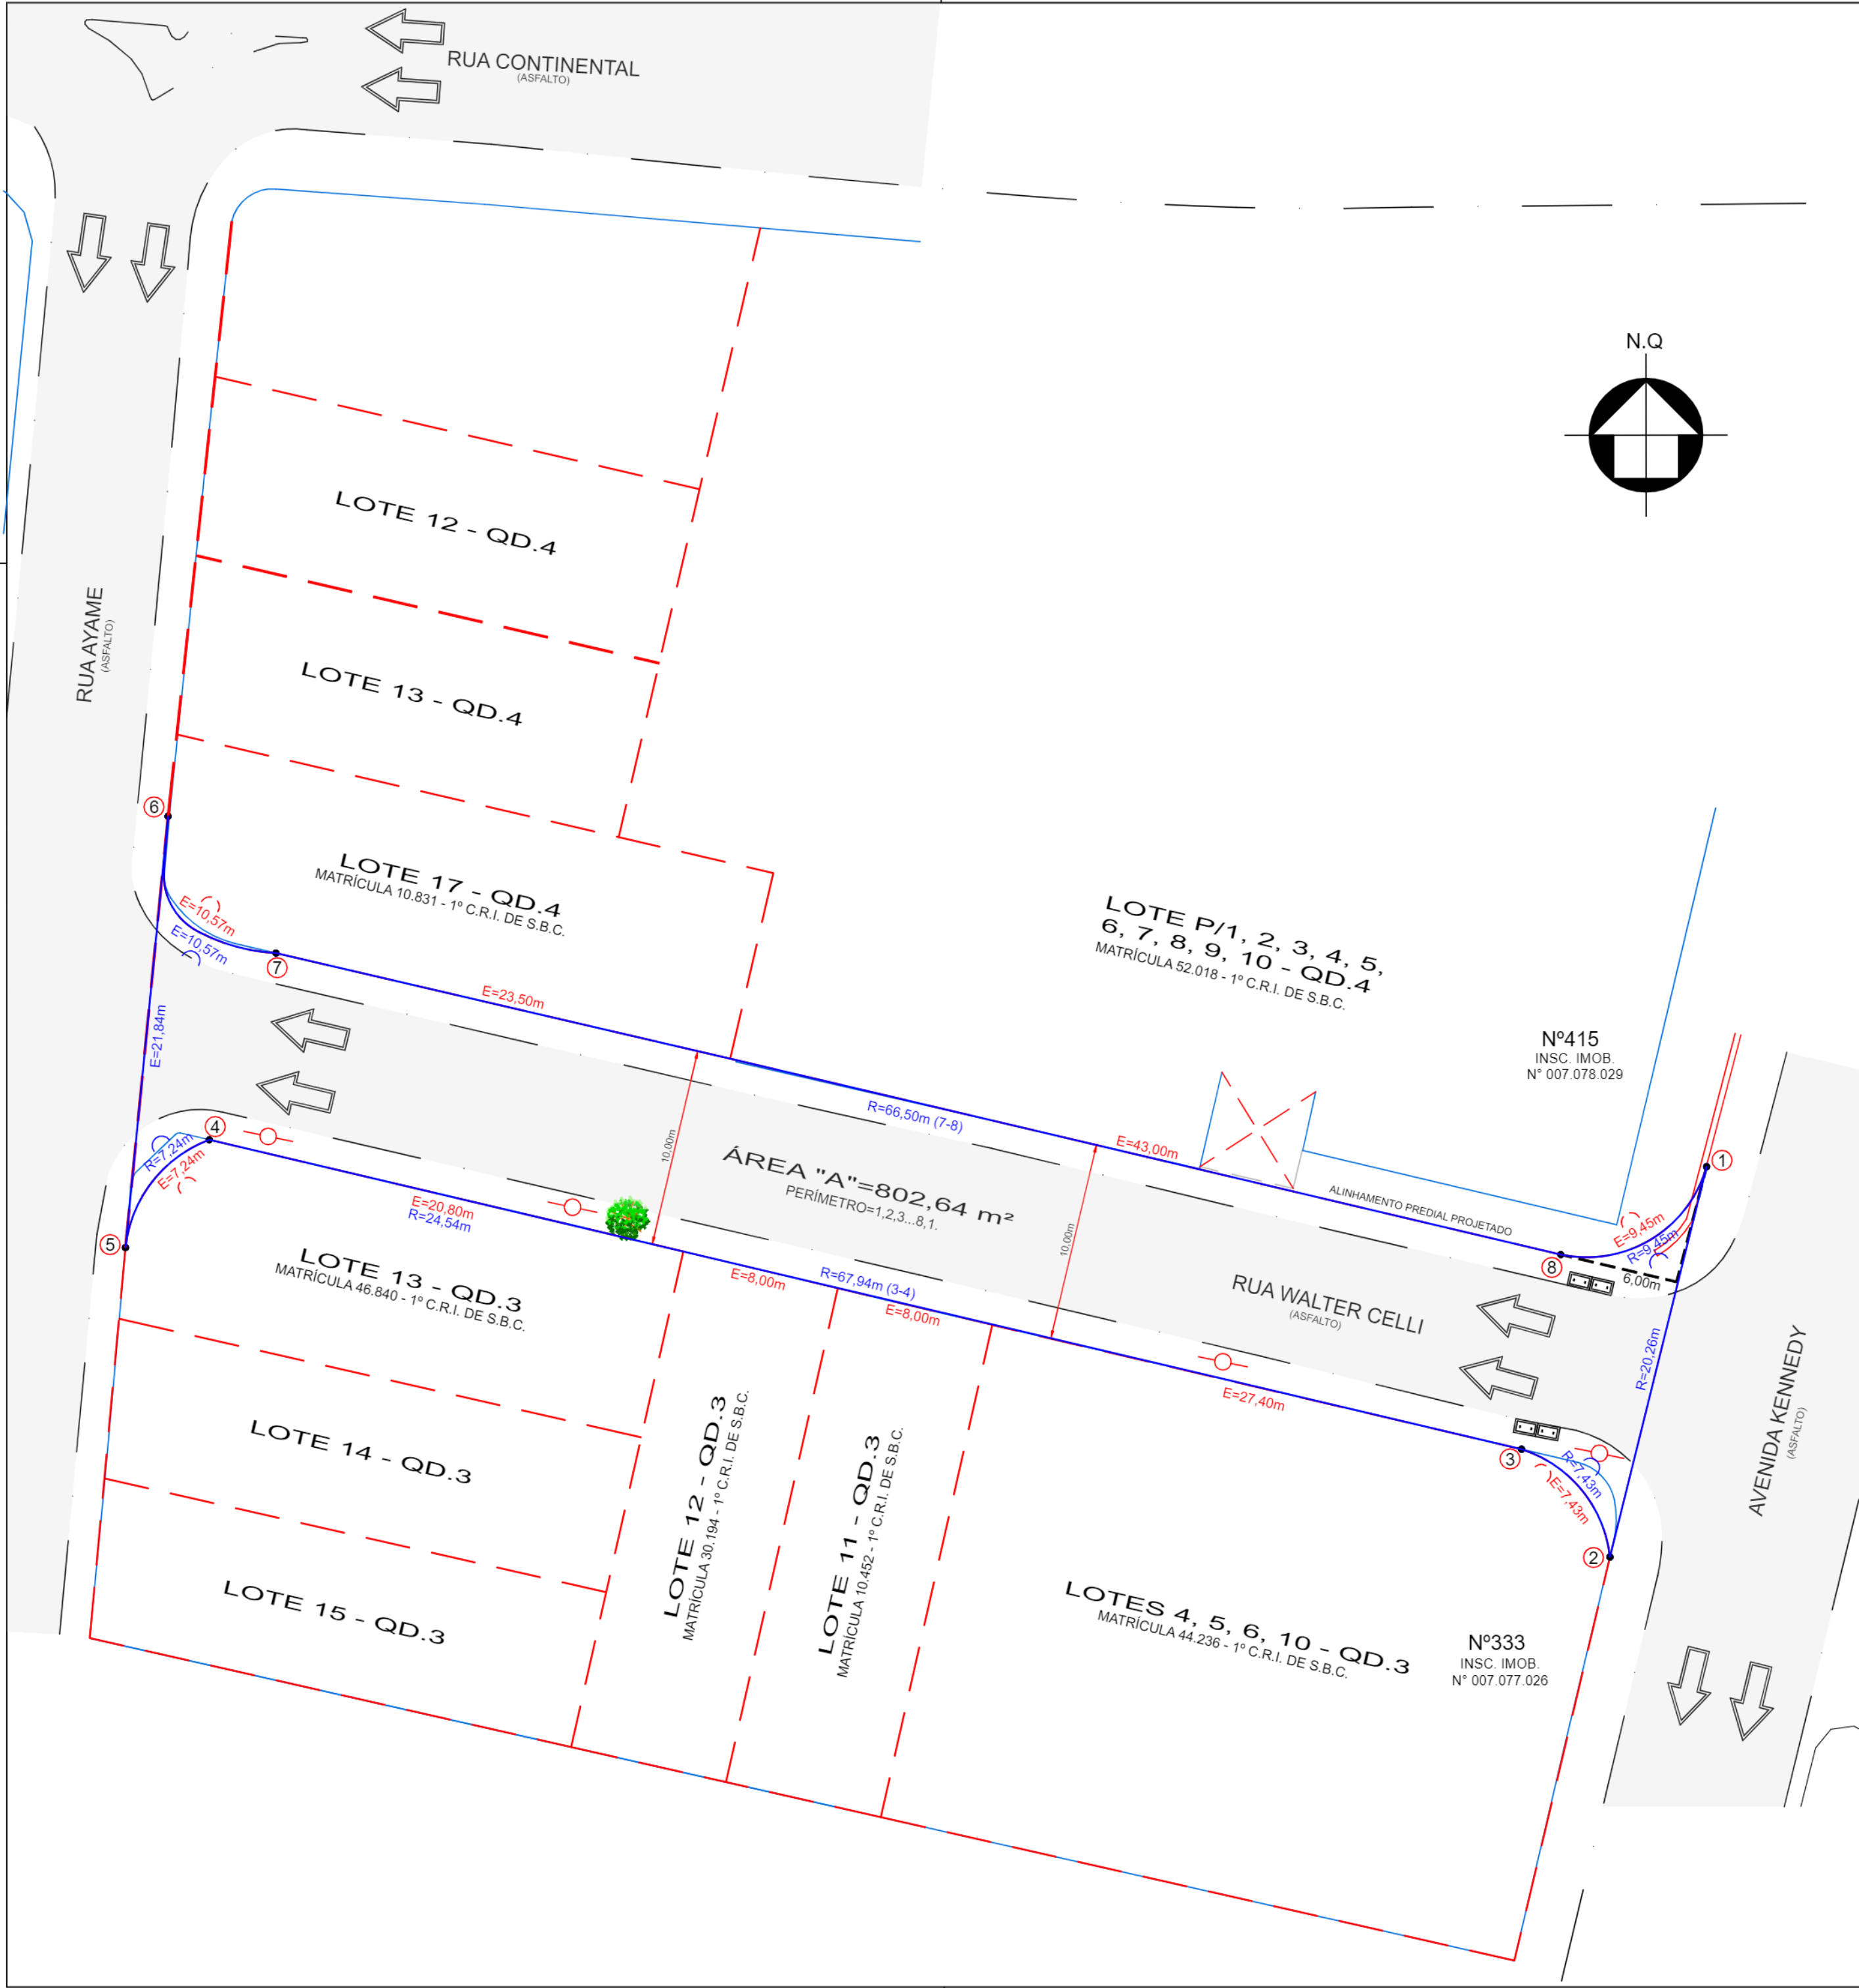 RUA CONTINENTAL
(ASFALTO)
N.Q
LOTE 12 - QD.4
RUA AYAME
(ASFALTO)
LOTE 13 - QD.4
6
LOTE 17 - QD.4
MATRÍCULA 10.831 - 1º C.R.I. DE S.B.C.
E=10,57m
E=10,57m
7
LOTE P/1, 2, 3, 4, 5,
6, 7, 8, 9, 10 - QD.4
MATRÍCULA 52.018 - 1º C.R.I. DE S.B.C.
E=23,50m
E=21,84m
Nº415
INSC. IMOB.
N° 007.078.029
R=66,50m (7-8)
E=43,00m
1
4
R=7,24m
E=7,24m
10,00m
ÁREA "A"=802,64 m²
PERÍMETRO=1,2,3...8,1.
ALINHAMENTO PREDIAL PROJETADO
E=9,45m
R=9,45m
E=20,80m
R=24,54m
10,00m
5
8
6,00m
LOTE 13 - QD.3
MATRÍCULA 46.840 - 1º C.R.I. DE S.B.C.
E=8,00m
R=67,94m (3-4)
E=8,00m
RUA WALTER CELLI
(ASFALTO)
R=20,26m
AVENIDA KENNEDY
(ASFALTO)
E=27,40m
LOTE 14 - QD.3
3
R=7,43m
E=7,43m
2
LOTE 12 - QD.3
MATRÍCULA 30.194 - 1º C.R.I. DE S.B.C.
LOTE 11 - QD.3
MATRÍCULA 10.452 - 1º C.R.I. DE S.B.C.
LOTE 15 - QD.3
LOTES 4, 5, 6, 10 - QD.3
MATRÍCULA 44.236 - 1º C.R.I. DE S.B.C.
Nº333
INSC. IMOB.
N° 007.077.026